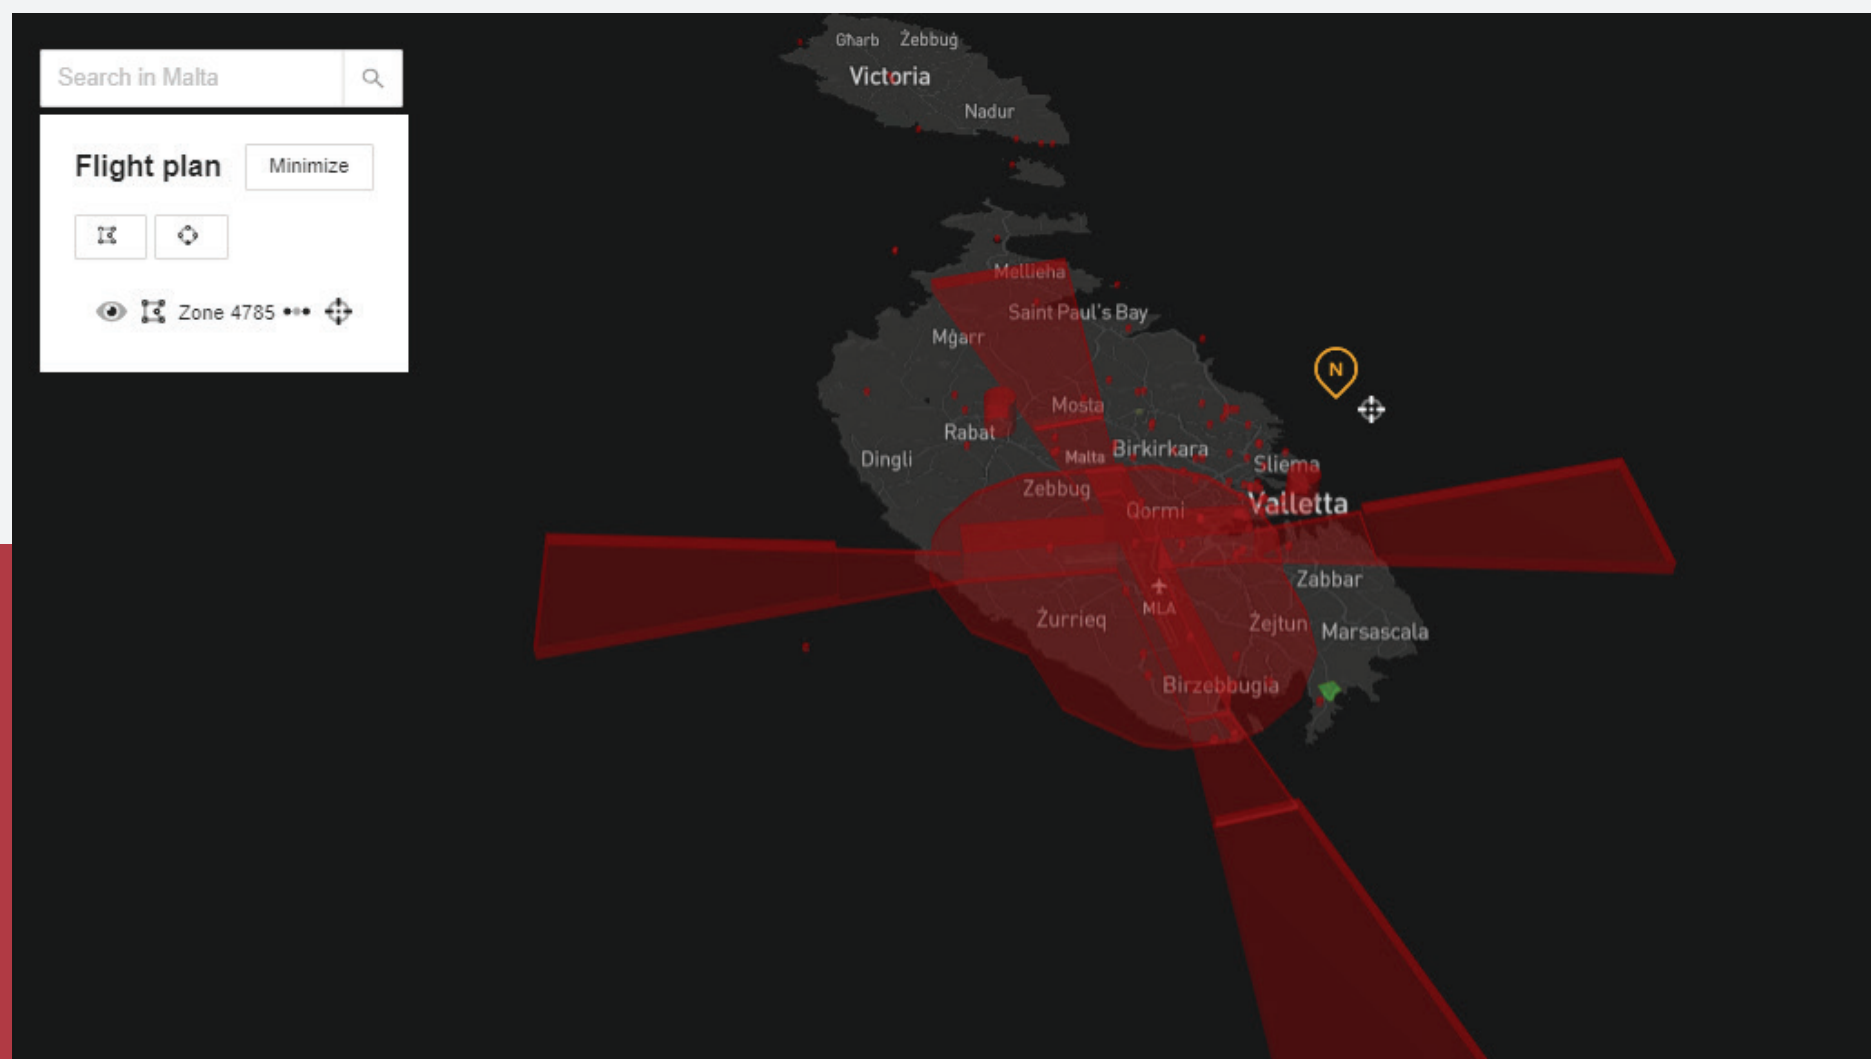 Search in Malta
Flight plan
Minimize
Zone 4785
Għarb
Żebbuġ
Victoria
Nadur
Mellieħa
Saint Paul's Bay
Mġarr
N
Mosta
Rabat
Birkirkara
Malta
Dingli
Sliema
Zebbug
Valletta
Qormi
Zabbar
MLA
Żurrieq
Żejtun
Marsascala
Birzebbugia